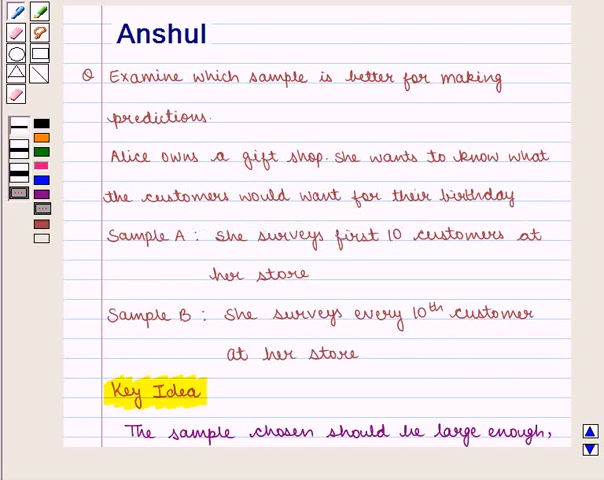 Anshul
Q Examine which sample is better for making
predictions.
Alice owns a gift shop. She wants to know what
the customers would want for their birthday
Sample A : She surveys first 10 customers at
her store
Sample B : She surveys every 10th customer
at her store
Key Idea
The sample chosen should be large enough,